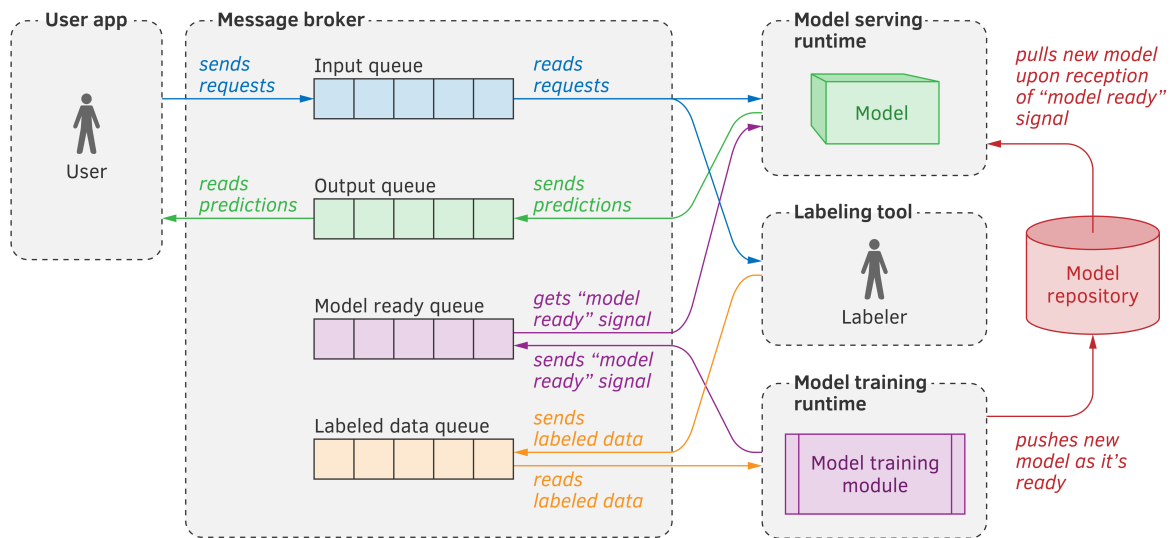 User app
User
Message broker
sends
requests
Input queue
reads
requests
reads
predictions
Output queue
sends
predictions
Model ready queue
gets “model
ready” signal
sends “model
ready” signal
Labeled data queue
sends
labeled data
reads
labeled data
Model serving
runtime
Model
Labeling tool
Labeler
Model training
runtime
Model training
module
pulls new model
upon reception
of “model ready”
signal
Model
repository
pushes new
model as it’s
ready